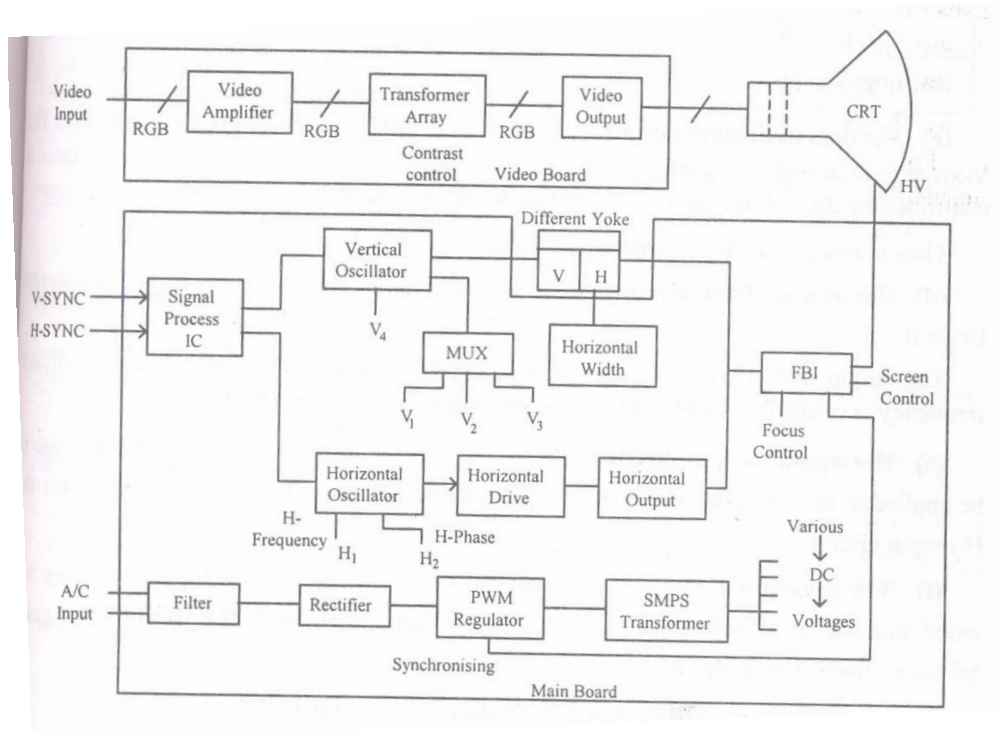 Video
Input
RGB
Video
Amplifier
RGB
Transformer
Array
Contrast
control
RGB
Video
Output
Video Board
CRT
HV
Different Yoke
V H
V-SYNC
H-SYNC
Signal
Process
IC
Vertical
Oscillator
V4
MUX
V1
V2
V3
Horizontal
Width
FBI
Screen
Control
Focus
Control
Horizontal
Oscillator
Horizontal
Drive
Horizontal
Output
H-
Frequency
H1
H-Phase
H2
A/C
Input
Filter
Rectifier
PWM
Regulator
SMPS
Transformer
Various
DC
Voltages
Synchronising
Main Board